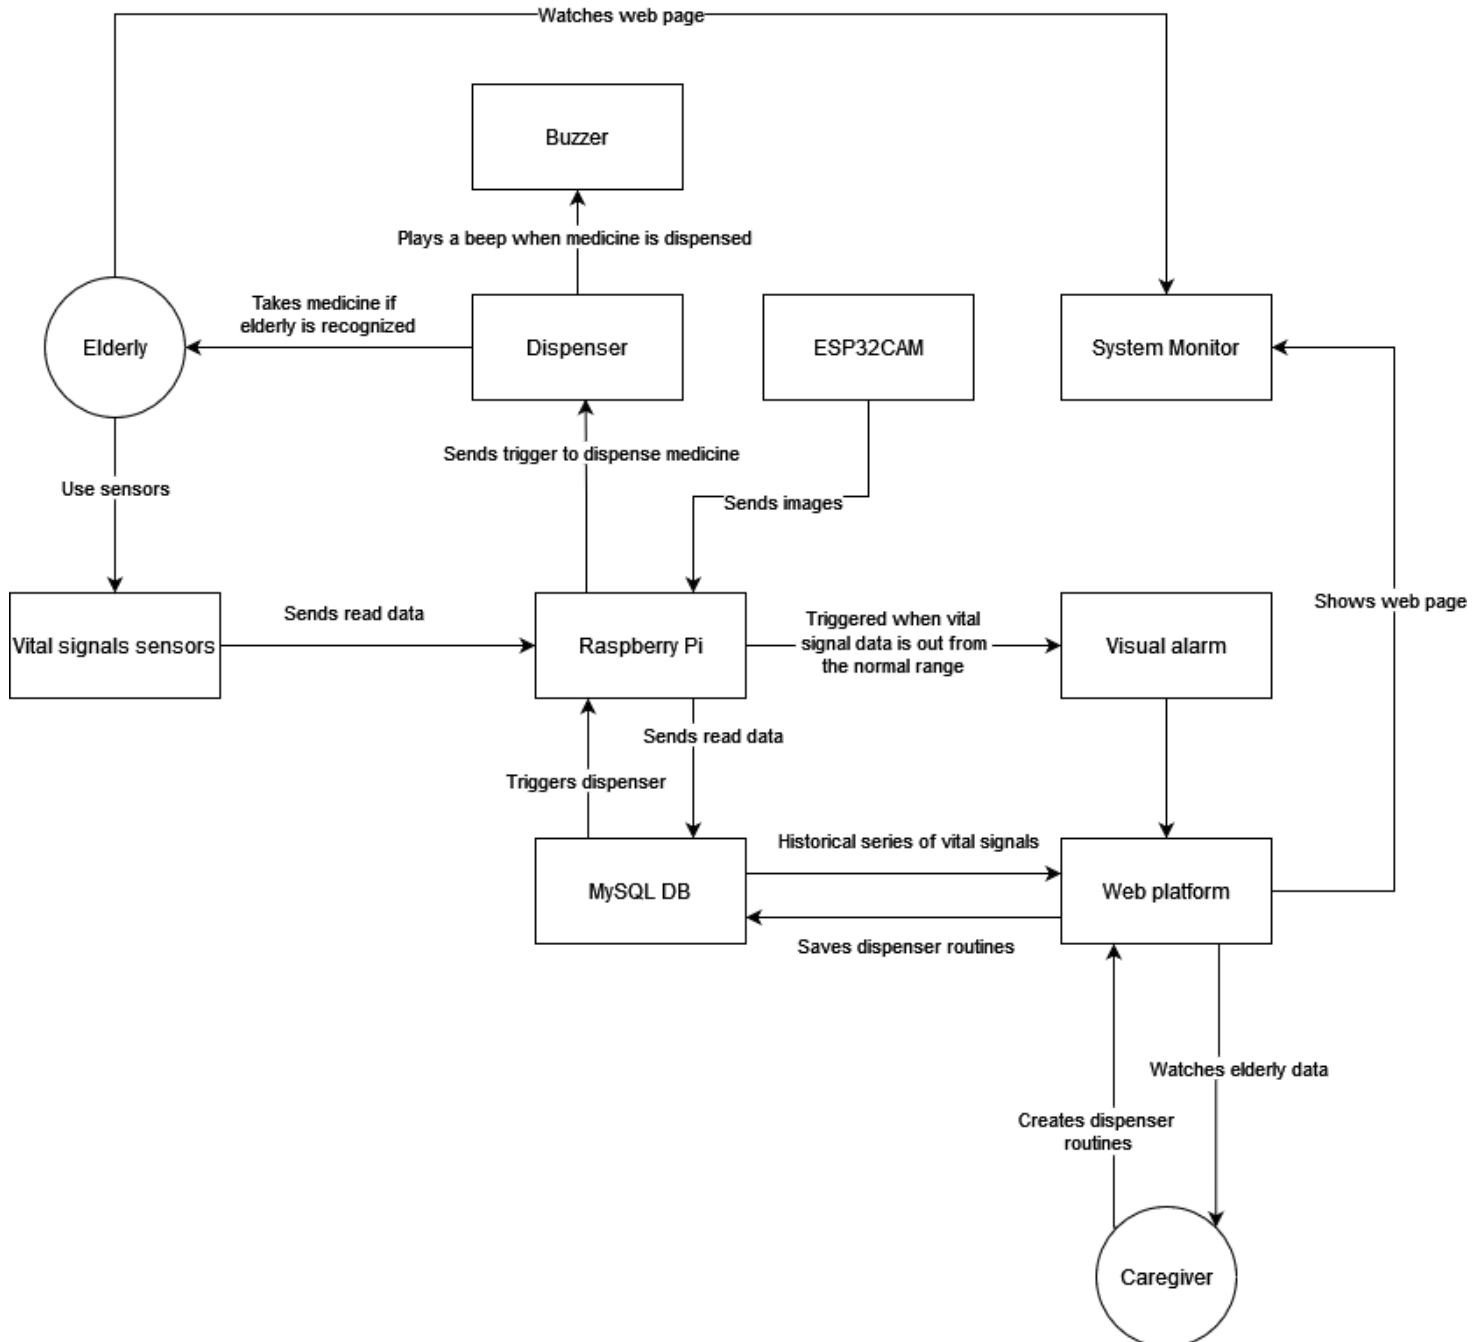 Watches web page
Buzzer
Plays a beep when medicine is dispensed
Takes medicine if
elderly is recognized
Elderly
Dispenser
ESP32CAM
System Monitor
Sends trigger to dispense medicine
Use sensors
Sends images
Shows web page
Sends read data
Triggered when vital
signal data is out from
the normal range
Vital signals sensors
Raspberry Pi
Visual alarm
Sends read data
Triggers dispenser
Historical series of vital signals
MySQL DB
Web platform
Saves dispenser routines
Watches elderly data
Creates dispenser
routines
Caregiver